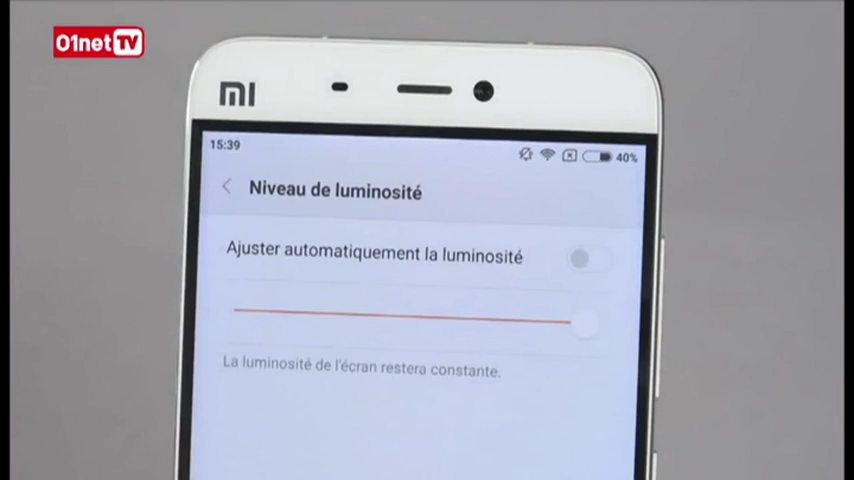 01netTV
mi
15:39
40%
Niveau de luminosité
Ajuster automatiquement la luminosité
La luminosité de l'écran restera constante.